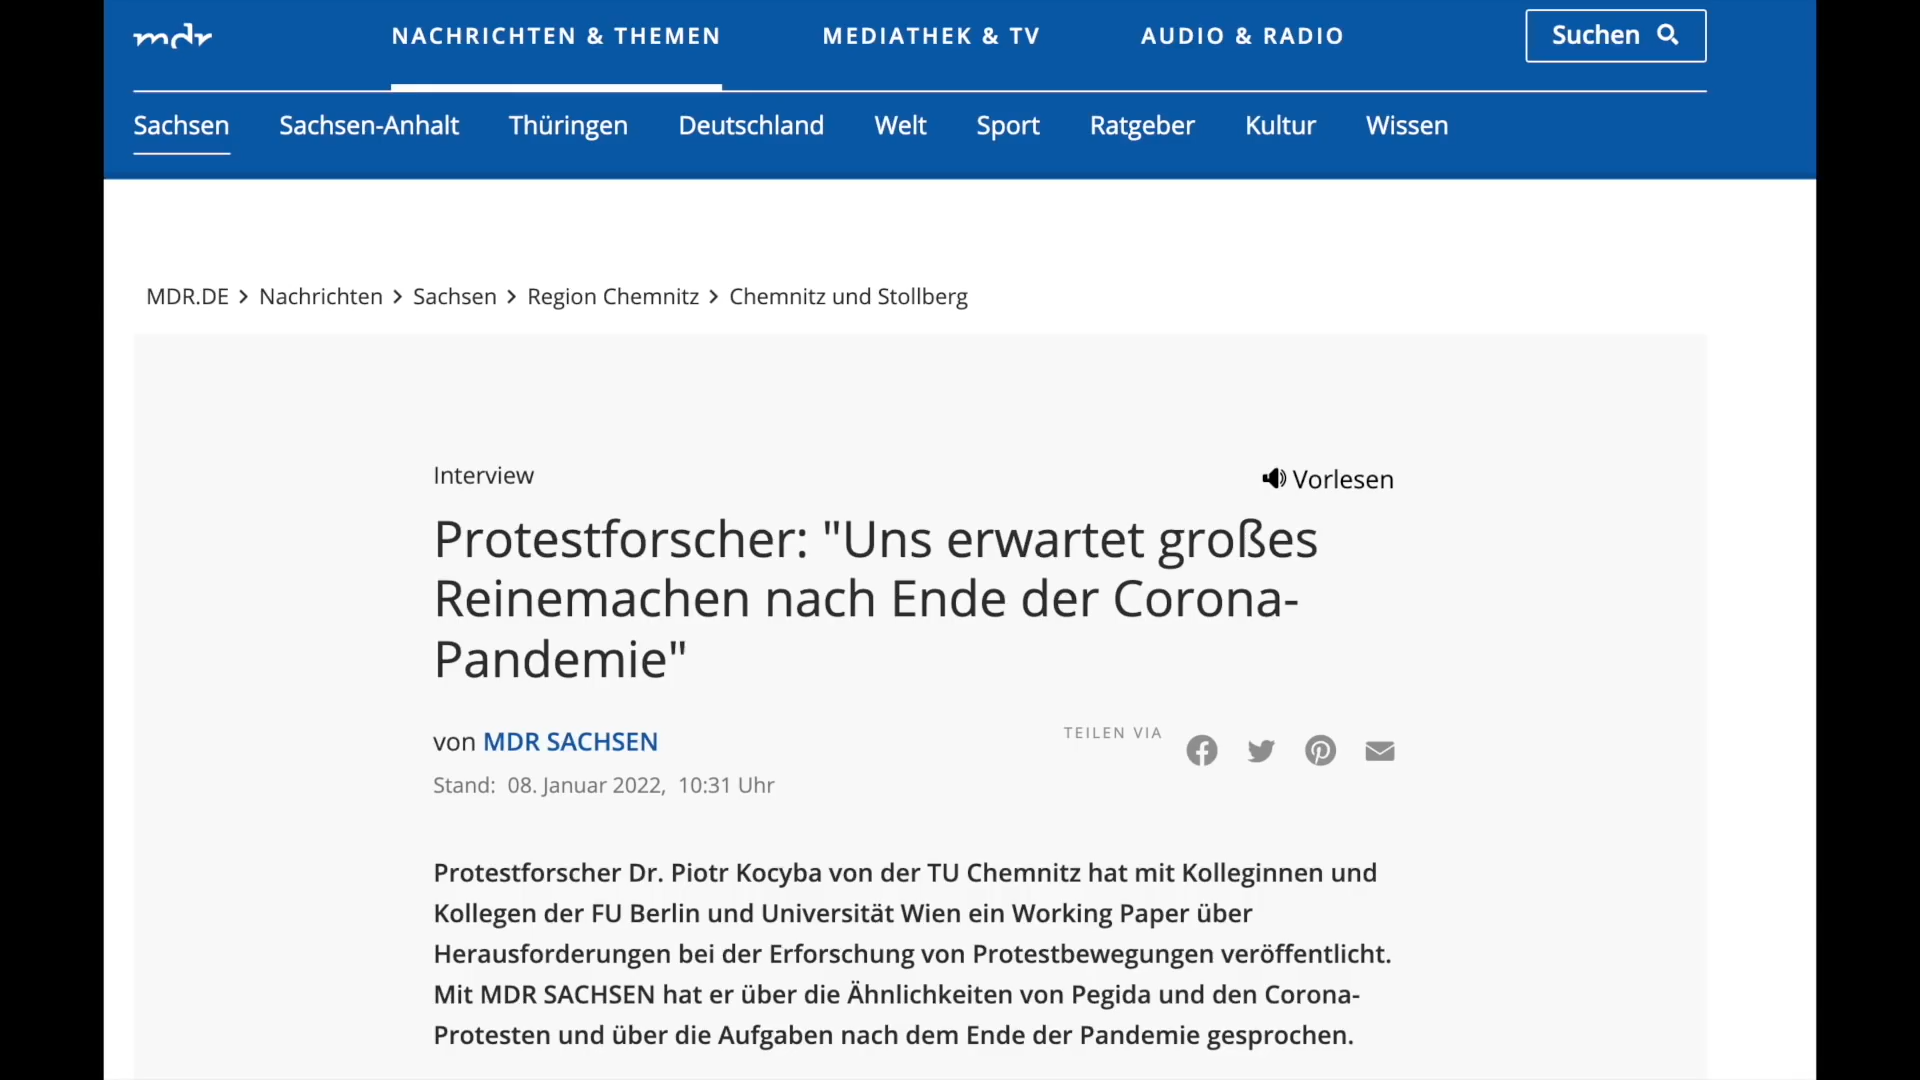 mdr
NACHRICHTEN & THEMEN
MEDIATHEK & TV
AUDIO & RADIO
Suchen
Sachsen
Sachsen-Anhalt
Thüringen
Deutschland
Welt
Sport
Ratgeber
Kultur
Wissen
MDR.DE > Nachrichten > Sachsen > Region Chemnitz > Chemnitz und Stollberg
Interview
Vorlesen
Protestforscher: "Uns erwartet großes
Reinemachen nach Ende der Corona-
Pandemie"
von MDR SACHSEN
TEILEN VIA
Stand: 08. Januar 2022, 10:31 Uhr
Protestforscher Dr. Piotr Kocyba von der TU Chemnitz hat mit Kolleginnen und
Kollegen der FU Berlin und Universität Wien ein Working Paper über
Herausforderungen bei der Erforschung von Protestbewegungen veröffentlicht.
Mit MDR SACHSEN hat er über die Ähnlichkeiten von Pegida und den Corona-
Protesten und über die Aufgaben nach dem Ende der Pandemie gesprochen.